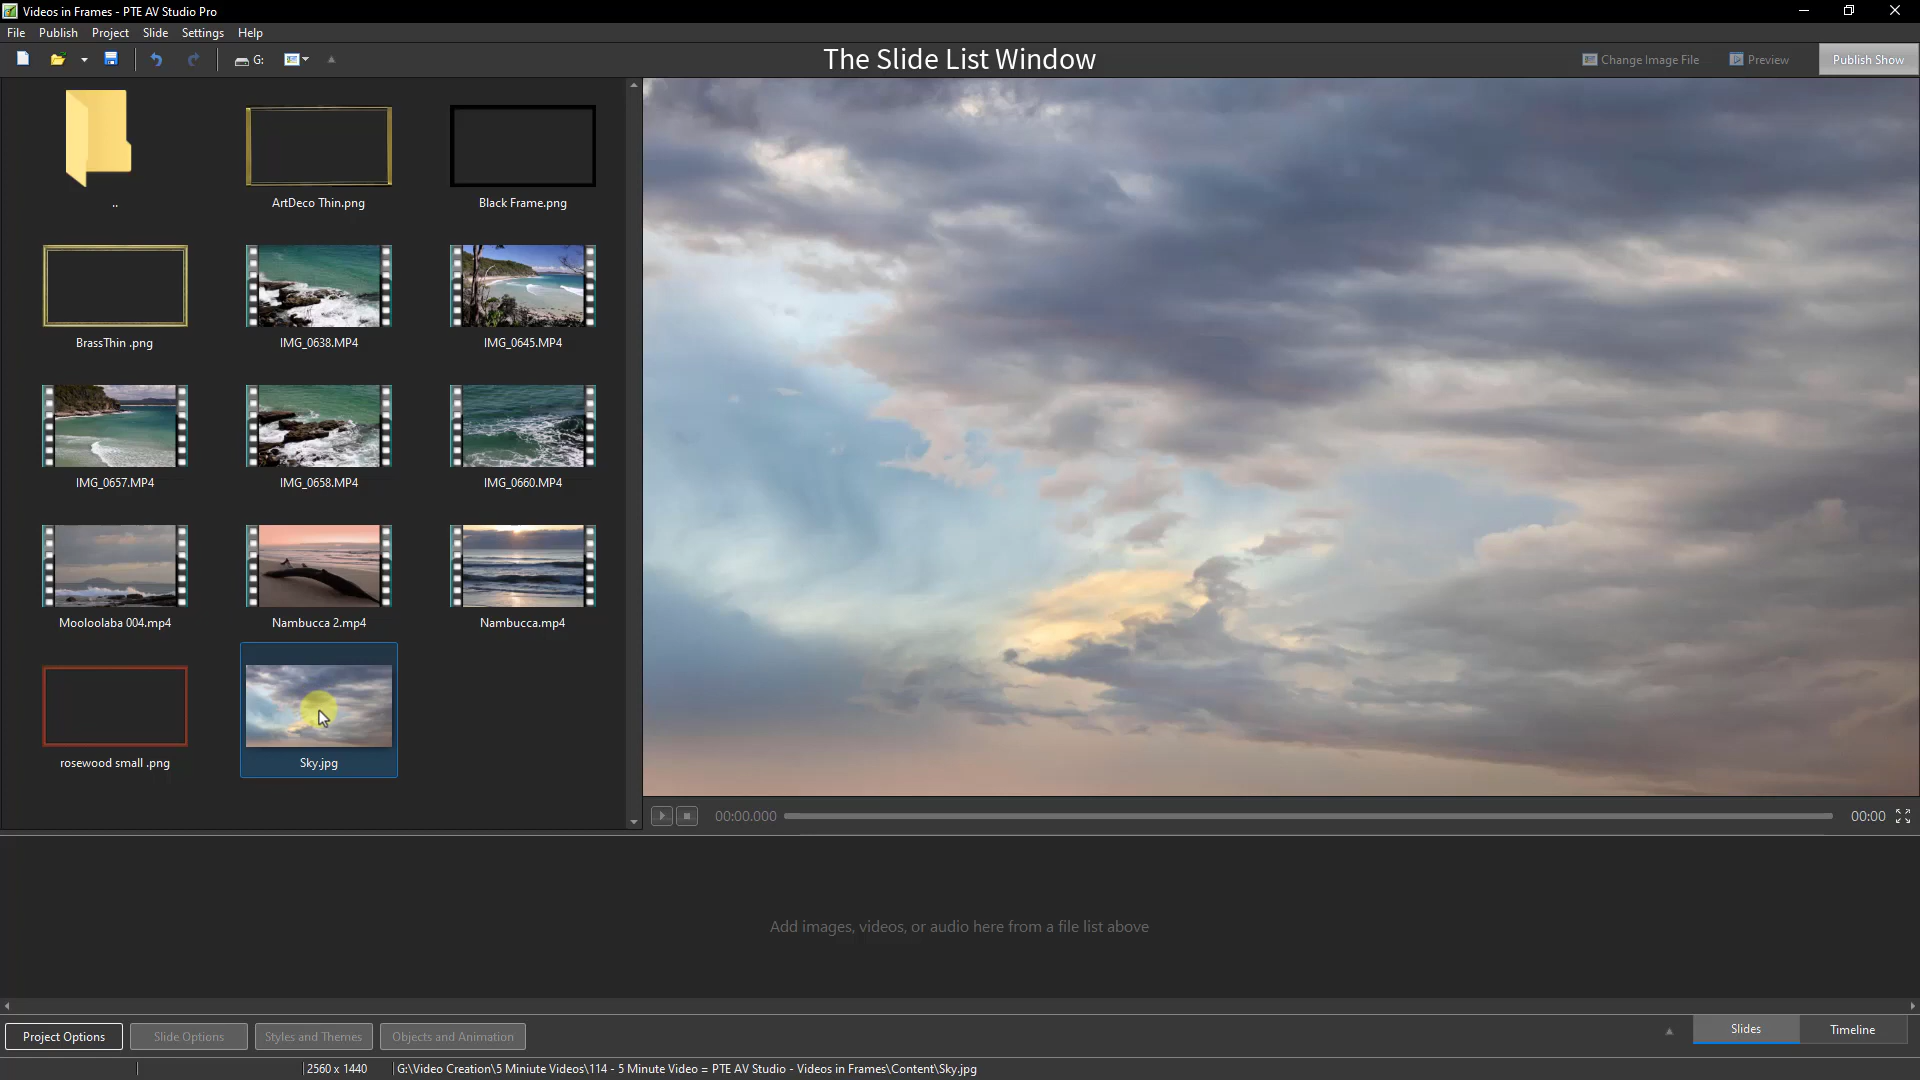 Videos in Frames - PTE AV Studio Pro
File Publish Project Slide Settings Help
G:
The Slide List Window
Change Image File
Preview
Publish Show
..
ArtDeco Thin.png
Black Frame.png
BrassThin .png
IMG_0638.MP4
IMG_0645.MP4
IMG_0657.MP4
IMG_0658.MP4
IMG_0660.MP4
Mooloolaba 004.mp4
Nambucca 2.mp4
Nambucca.mp4
rosewood small .png
Sky.jpg
00:00.000
00:00
Add images, videos, or audio here from a file list above
Project Options
Slide Options
Styles and Themes
Objects and Animation
Slides
Timeline
2560 x 1440
G:\Video Creation\5 Miniute Videos\114 - 5 Minute Video = PTE AV Studio - Videos in Frames\Content\Sky.jpg